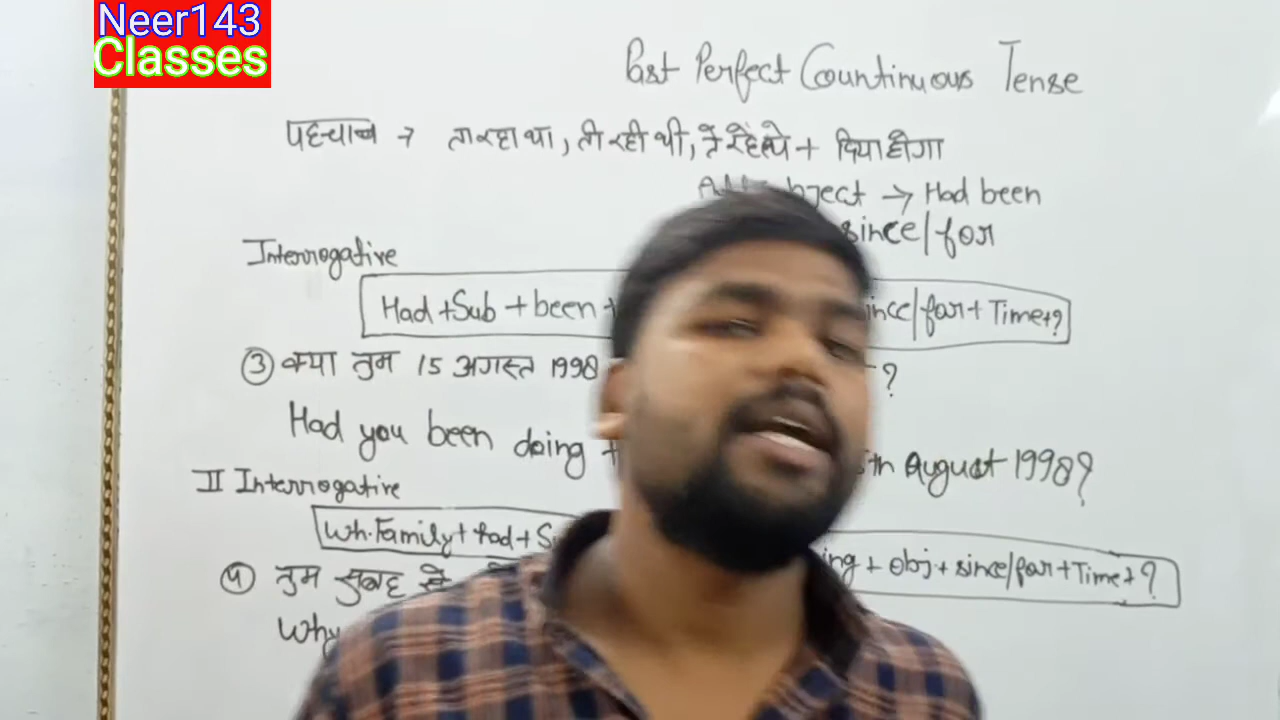 Neer143
Classes
Past Perfect Countinuous Tense
पहचान → ता रहा था, ती रही थी, ते रहे थे + दिया होगा
All Subject → Had been
since/for
Interrogative
Had + Sub + been + since/for + Time + ?
③ क्या तुम 15 अगस्त 1998 ?
Had you been doing + 15th August 1998?
II Interrogative
Wh.Family + had + ing + obj + since/for + Time + ?
④ तुम सुबह से
Why